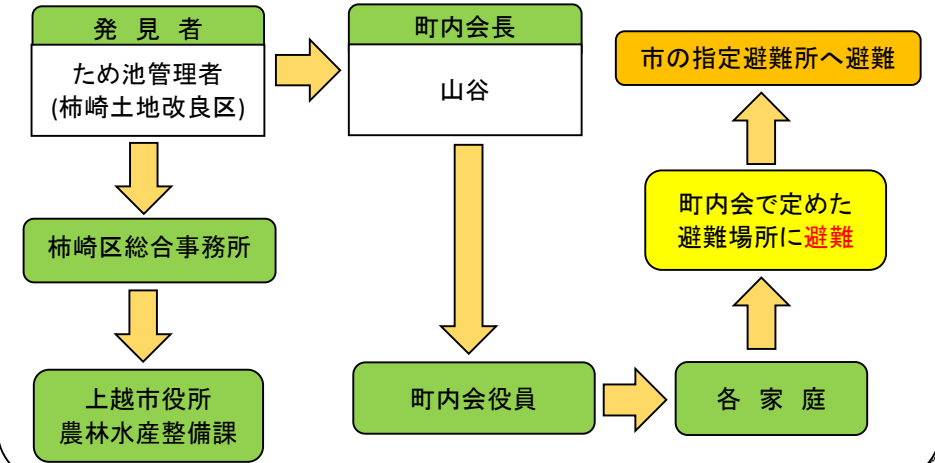 発 見 者
ため池管理者
(柿崎土地改良区)
町内会長
山谷
市の指定避難所へ避難
町内会で定めた
避難場所に避難
柿崎区総合事務所
上越市役所
農林水産整備課
町内会役員
各 家 庭